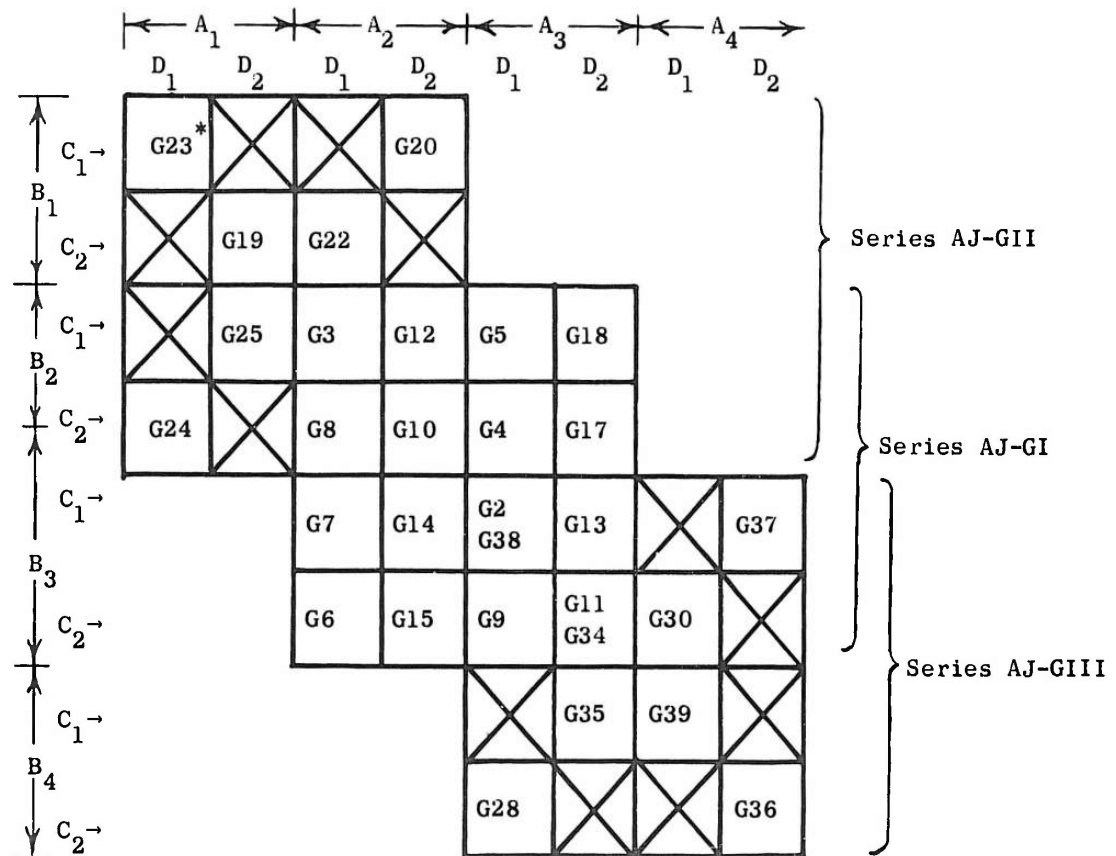 A1 A2 A3 A4
D1 D2 D1 D2 D1 D2 D1 D2
B1
C1→ G23* G20
C2→ G19 G22
Series AJ-GII
B2
C1→ G25 G3 G12 G5 G18
C2→ G24 G8 G10 G4 G17
Series AJ-GI
B3
C1→ G7 G14 G2 G38 G13 G37
C2→ G6 G15 G9 G11 G34 G30
Series AJ-GIII
B4
C1→ G35 G39
C2→ G28 G36